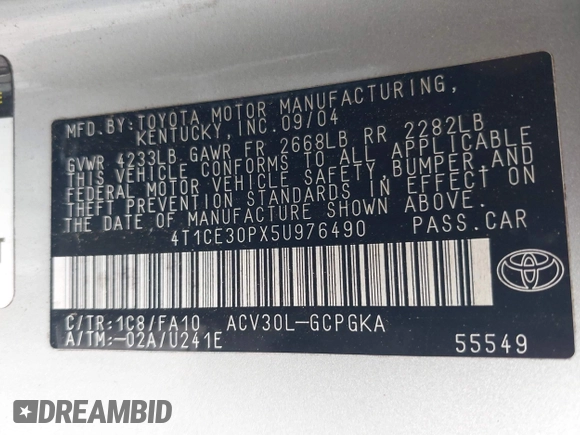 MFD.BY:TOYOTA MOTOR MANUFACTURING,
KENTUCKY,INC.09/04
GVWR 4233LB GAWR FR 2668LB RR 2282LB
THIS VEHICLE CONFORMS TO ALL APPLICABLE
FEDERAL MOTOR VEHICLE SAFETY,BUMPER,AND
THEFT PREVENTION STANDARDS IN EFFECT ON
THE DATE OF MANUFACTURE SHOWN ABOVE.
4T1CE30PX5U976490 PASS.CAR
C/TR:1C8/FA10 ACV30L-GCPGKA
A/TM:-02A/U241E 55549
DREAMBID